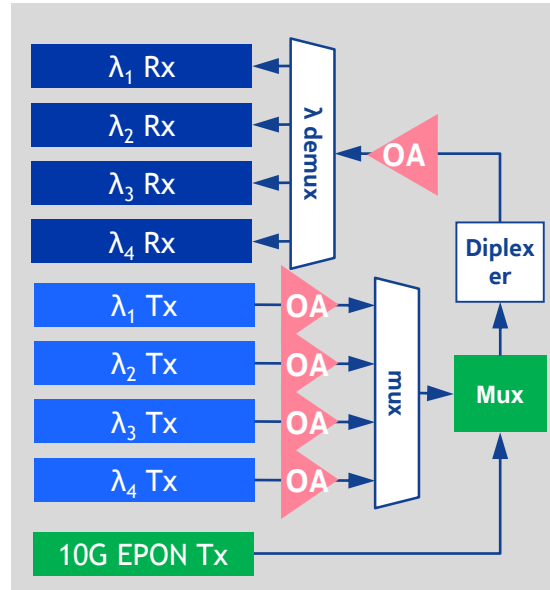 λ1 Rx
λ2 Rx
λ3 Rx
λ4 Rx
λ demux
OA
Diplex
er
λ1 Tx
λ2 Tx
λ3 Tx
λ4 Tx
OA
OA
OA
OA
mux
Mux
10G EPON Tx